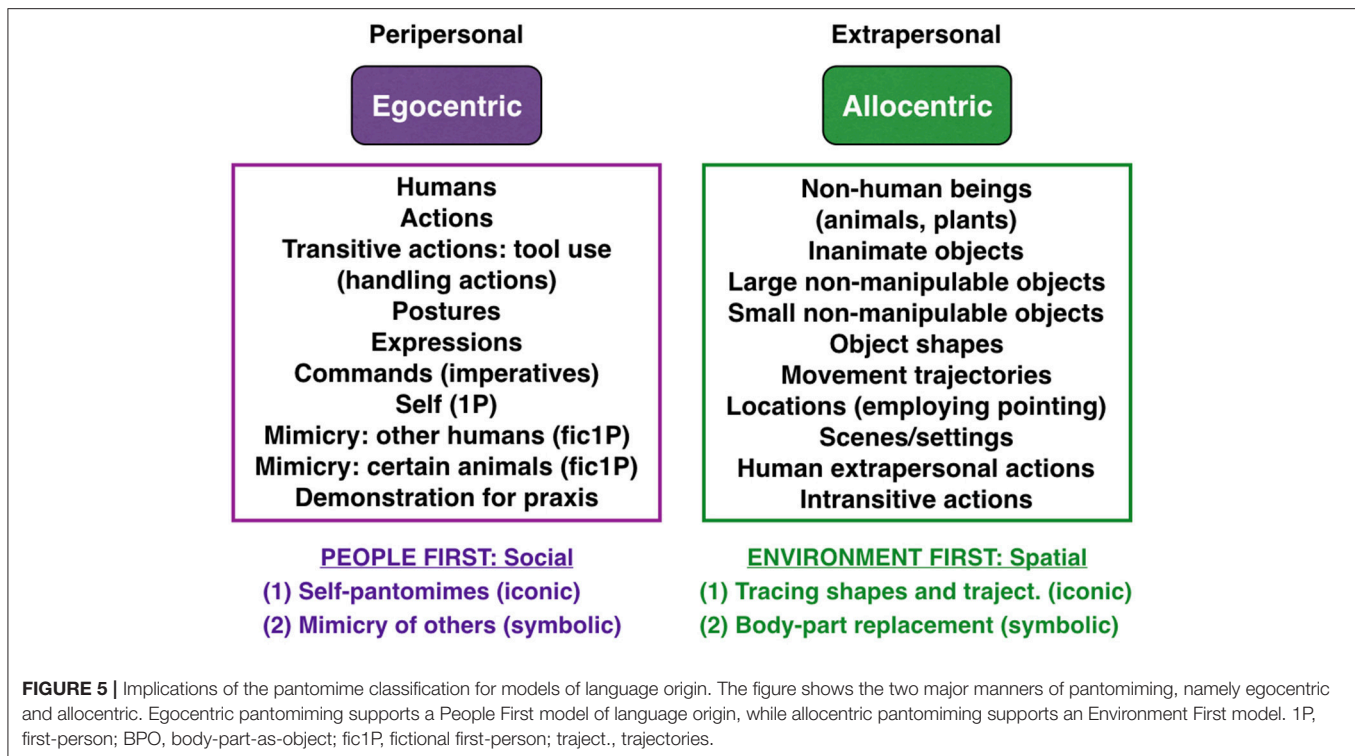 Peripersonal
Egocentric
Humans
Actions
Transitive actions: tool use
(handling actions)
Postures
Expressions
Commands (imperatives)
Self (1P)
Mimicry: other humans (fic1P)
Mimicry: certain animals (fic1P)
Demonstration for praxis
PEOPLE FIRST: Social
(1) Self-pantomimes (iconic)
(2) Mimicry of others (symbolic)
Extrapersonal
Allocentric
Non-human beings
(animals, plants)
Inanimate objects
Large non-manipulable objects
Small non-manipulable objects
Object shapes
Movement trajectories
Locations (employing pointing)
Scenes/settings
Human extrapersonal actions
Intransitive actions
ENVIRONMENT FIRST: Spatial
(1) Tracing shapes and traject. (iconic)
(2) Body-part replacement (symbolic)
FIGURE 5 | Implications of the pantomime classification for models of language origin. The figure shows the two major manners of pantomiming, namely egocentric
and allocentric. Egocentric pantomiming supports a People First model of language origin, while allocentric pantomiming supports an Environment First model. 1P,
first-person; BPO, body-part-as-object; fic1P, fictional first-person; traject., trajectories.